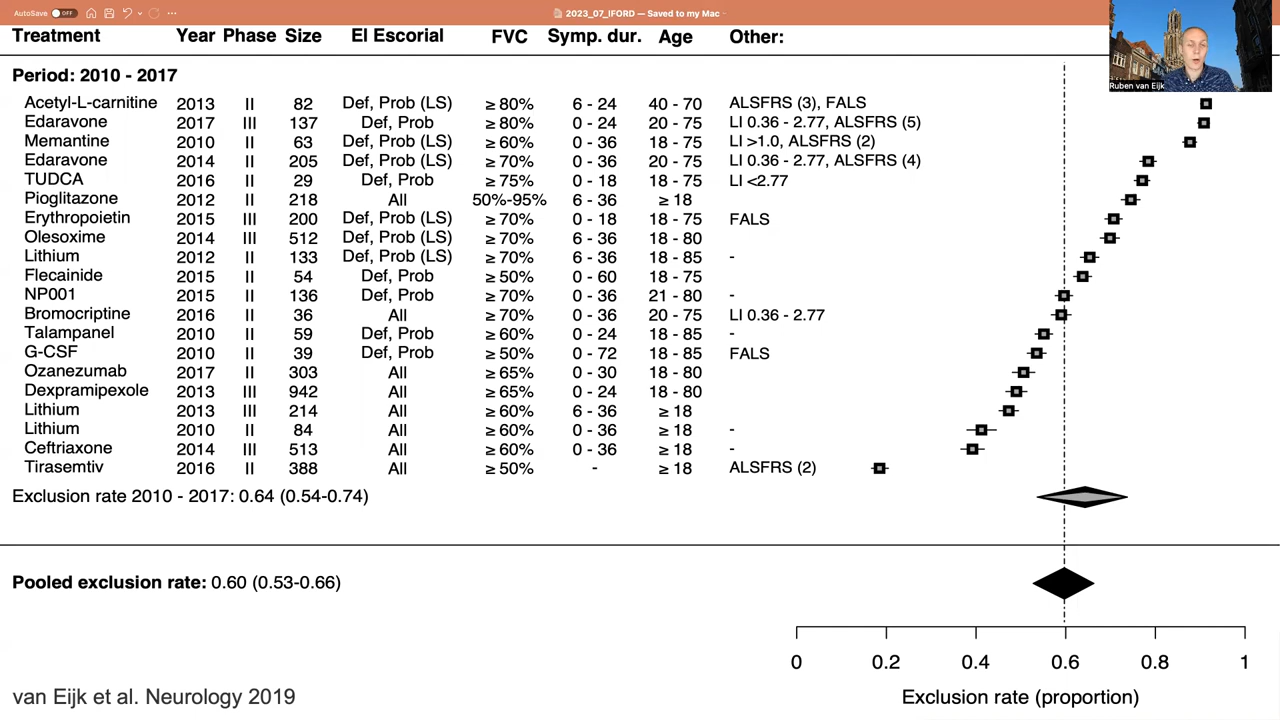 AutoSave OFF 2023_07_IFORD — Saved to my Mac
Treatment Year Phase Size El Escorial FVC Symp. dur. Age Other:
Ruben van Eijk
Period: 2010 - 2017
Acetyl-L-carnitine 2013 II 82 Def, Prob (LS) ≥ 80% 6 - 24 40 - 70 ALSFRS (3), FALS
Edaravone 2017 III 137 Def, Prob ≥ 80% 0 - 24 20 - 75 LI 0.36 - 2.77, ALSFRS (5)
Memantine 2010 II 63 Def, Prob (LS) ≥ 60% 0 - 36 18 - 75 LI >1.0, ALSFRS (2)
Edaravone 2014 II 205 Def, Prob (LS) ≥ 70% 0 - 36 20 - 75 LI 0.36 - 2.77, ALSFRS (4)
TUDCA 2016 II 29 Def, Prob ≥ 75% 0 - 18 18 - 75 LI <2.77
Pioglitazone 2012 II 218 All 50%-95% 6 - 36 ≥ 18
Erythropoietin 2015 III 200 Def, Prob (LS) ≥ 70% 0 - 18 18 - 75 FALS
Olesoxime 2014 III 512 Def, Prob (LS) ≥ 70% 6 - 36 18 - 80
Lithium 2012 II 133 Def, Prob (LS) ≥ 70% 6 - 36 18 - 85 -
Flecainide 2015 II 54 Def, Prob ≥ 50% 0 - 60 18 - 75
NP001 2015 II 136 Def, Prob ≥ 70% 0 - 36 21 - 80 -
Bromocriptine 2016 II 36 All ≥ 70% 0 - 36 20 - 75 LI 0.36 - 2.77
Talampanel 2010 II 59 Def, Prob ≥ 60% 0 - 24 18 - 85 -
G-CSF 2010 II 39 Def, Prob ≥ 50% 0 - 72 18 - 85 FALS
Ozanezumab 2017 II 303 All ≥ 65% 0 - 30 18 - 80
Dexpramipexole 2013 III 942 All ≥ 65% 0 - 24 18 - 80
Lithium 2013 III 214 All ≥ 60% 6 - 36 ≥ 18
Lithium 2010 II 84 All ≥ 60% 0 - 36 ≥ 18 -
Ceftriaxone 2014 III 513 All ≥ 60% 0 - 36 ≥ 18 -
Tirasemtiv 2016 II 388 All ≥ 50% - ≥ 18 ALSFRS (2)
Exclusion rate 2010 - 2017: 0.64 (0.54-0.74)
Pooled exclusion rate: 0.60 (0.53-0.66)
0 0.2 0.4 0.6 0.8 1
Exclusion rate (proportion)
van Eijk et al. Neurology 2019